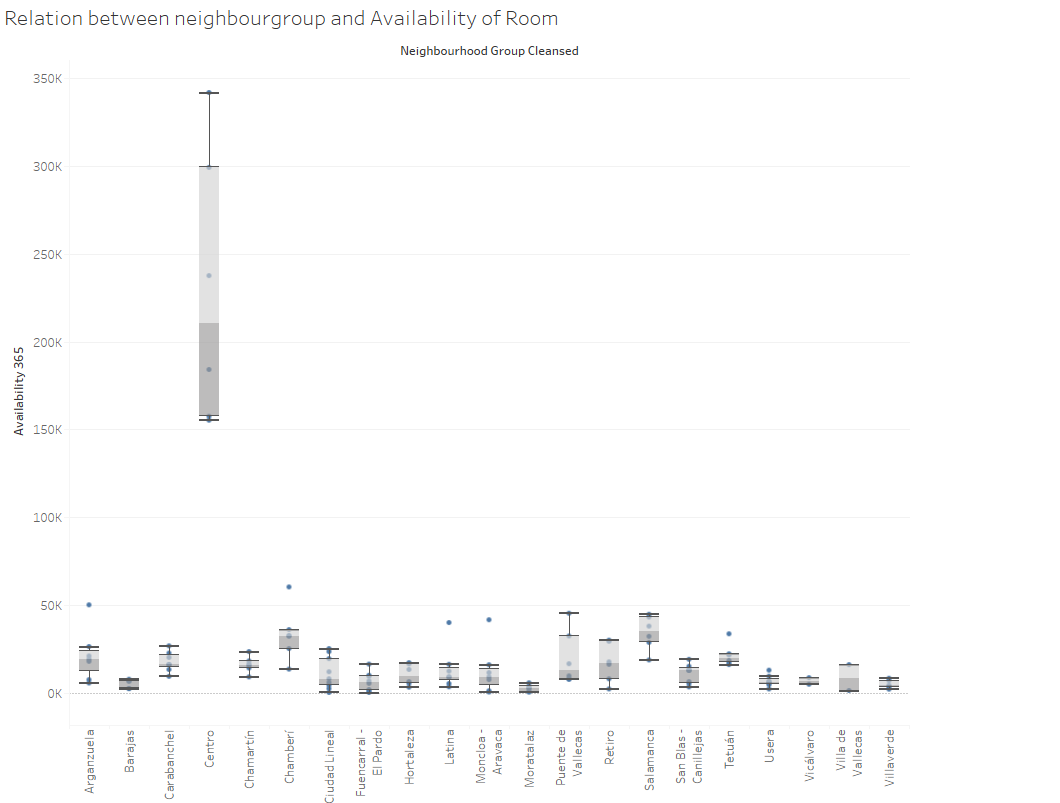 Relation between neighbourgroup and Availability of Room
Neighbourhood Group Cleansed
350K
300K
250K
200K
150K
100K
50K
0K
Availability 365
Arganzuela
Barajas
Carabanchel
Centro
Chamartín
Chamberí
Ciudad Lineal
Fuencarral -
El Pardo
Hortaleza
Latina
Moncloa -
Aravaca
Moratalaz
Puente de
Vallecas
Retiro
Salamanca
San Blas -
Canillejas
Tetuán
Usera
Vicálvaro
Villa de
Vallecas
Villaverde